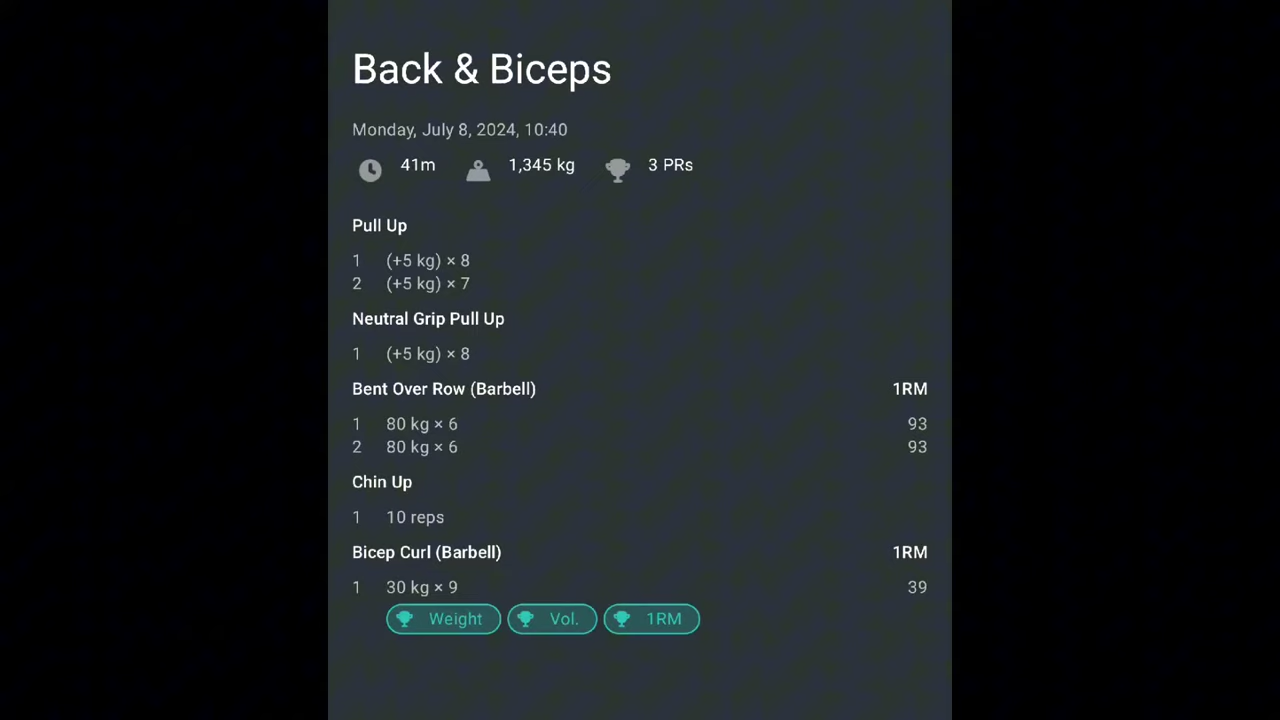 Back & Biceps
Monday, July 8, 2024, 10:40
41m 1,345 kg 3 PRs
Pull Up
1 (+5 kg) × 8
2 (+5 kg) × 7
Neutral Grip Pull Up
1 (+5 kg) × 8
Bent Over Row (Barbell) 1RM
1 80 kg × 6 93
2 80 kg × 6 93
Chin Up
1 10 reps
Bicep Curl (Barbell) 1RM
1 30 kg × 9 39
Weight Vol. 1RM